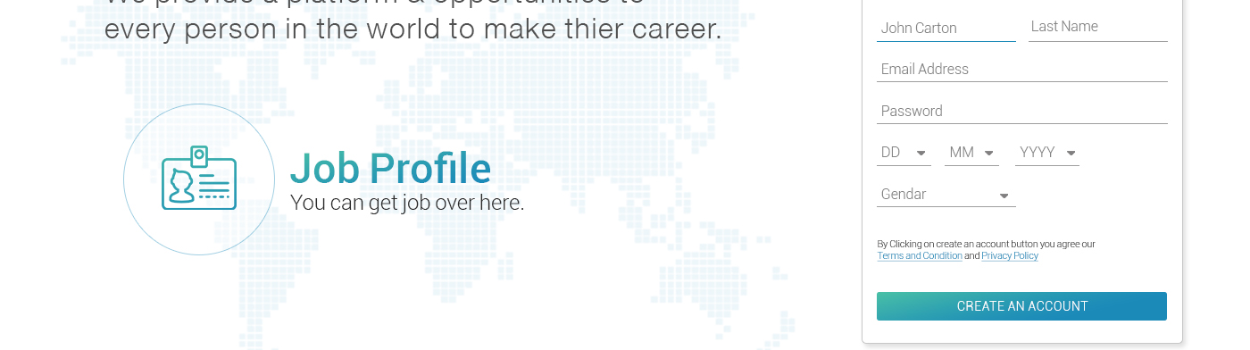 We provide a platform & opportunities to
every person in the world to make thier career.
Job Profile
You can get job over here.
John Carton
Last Name
Email Address
Password
DD
MM
YYYY
Gendar
By Clicking on create an account button you agree our
Terms and Condition and Privacy Policy
CREATE AN ACCOUNT